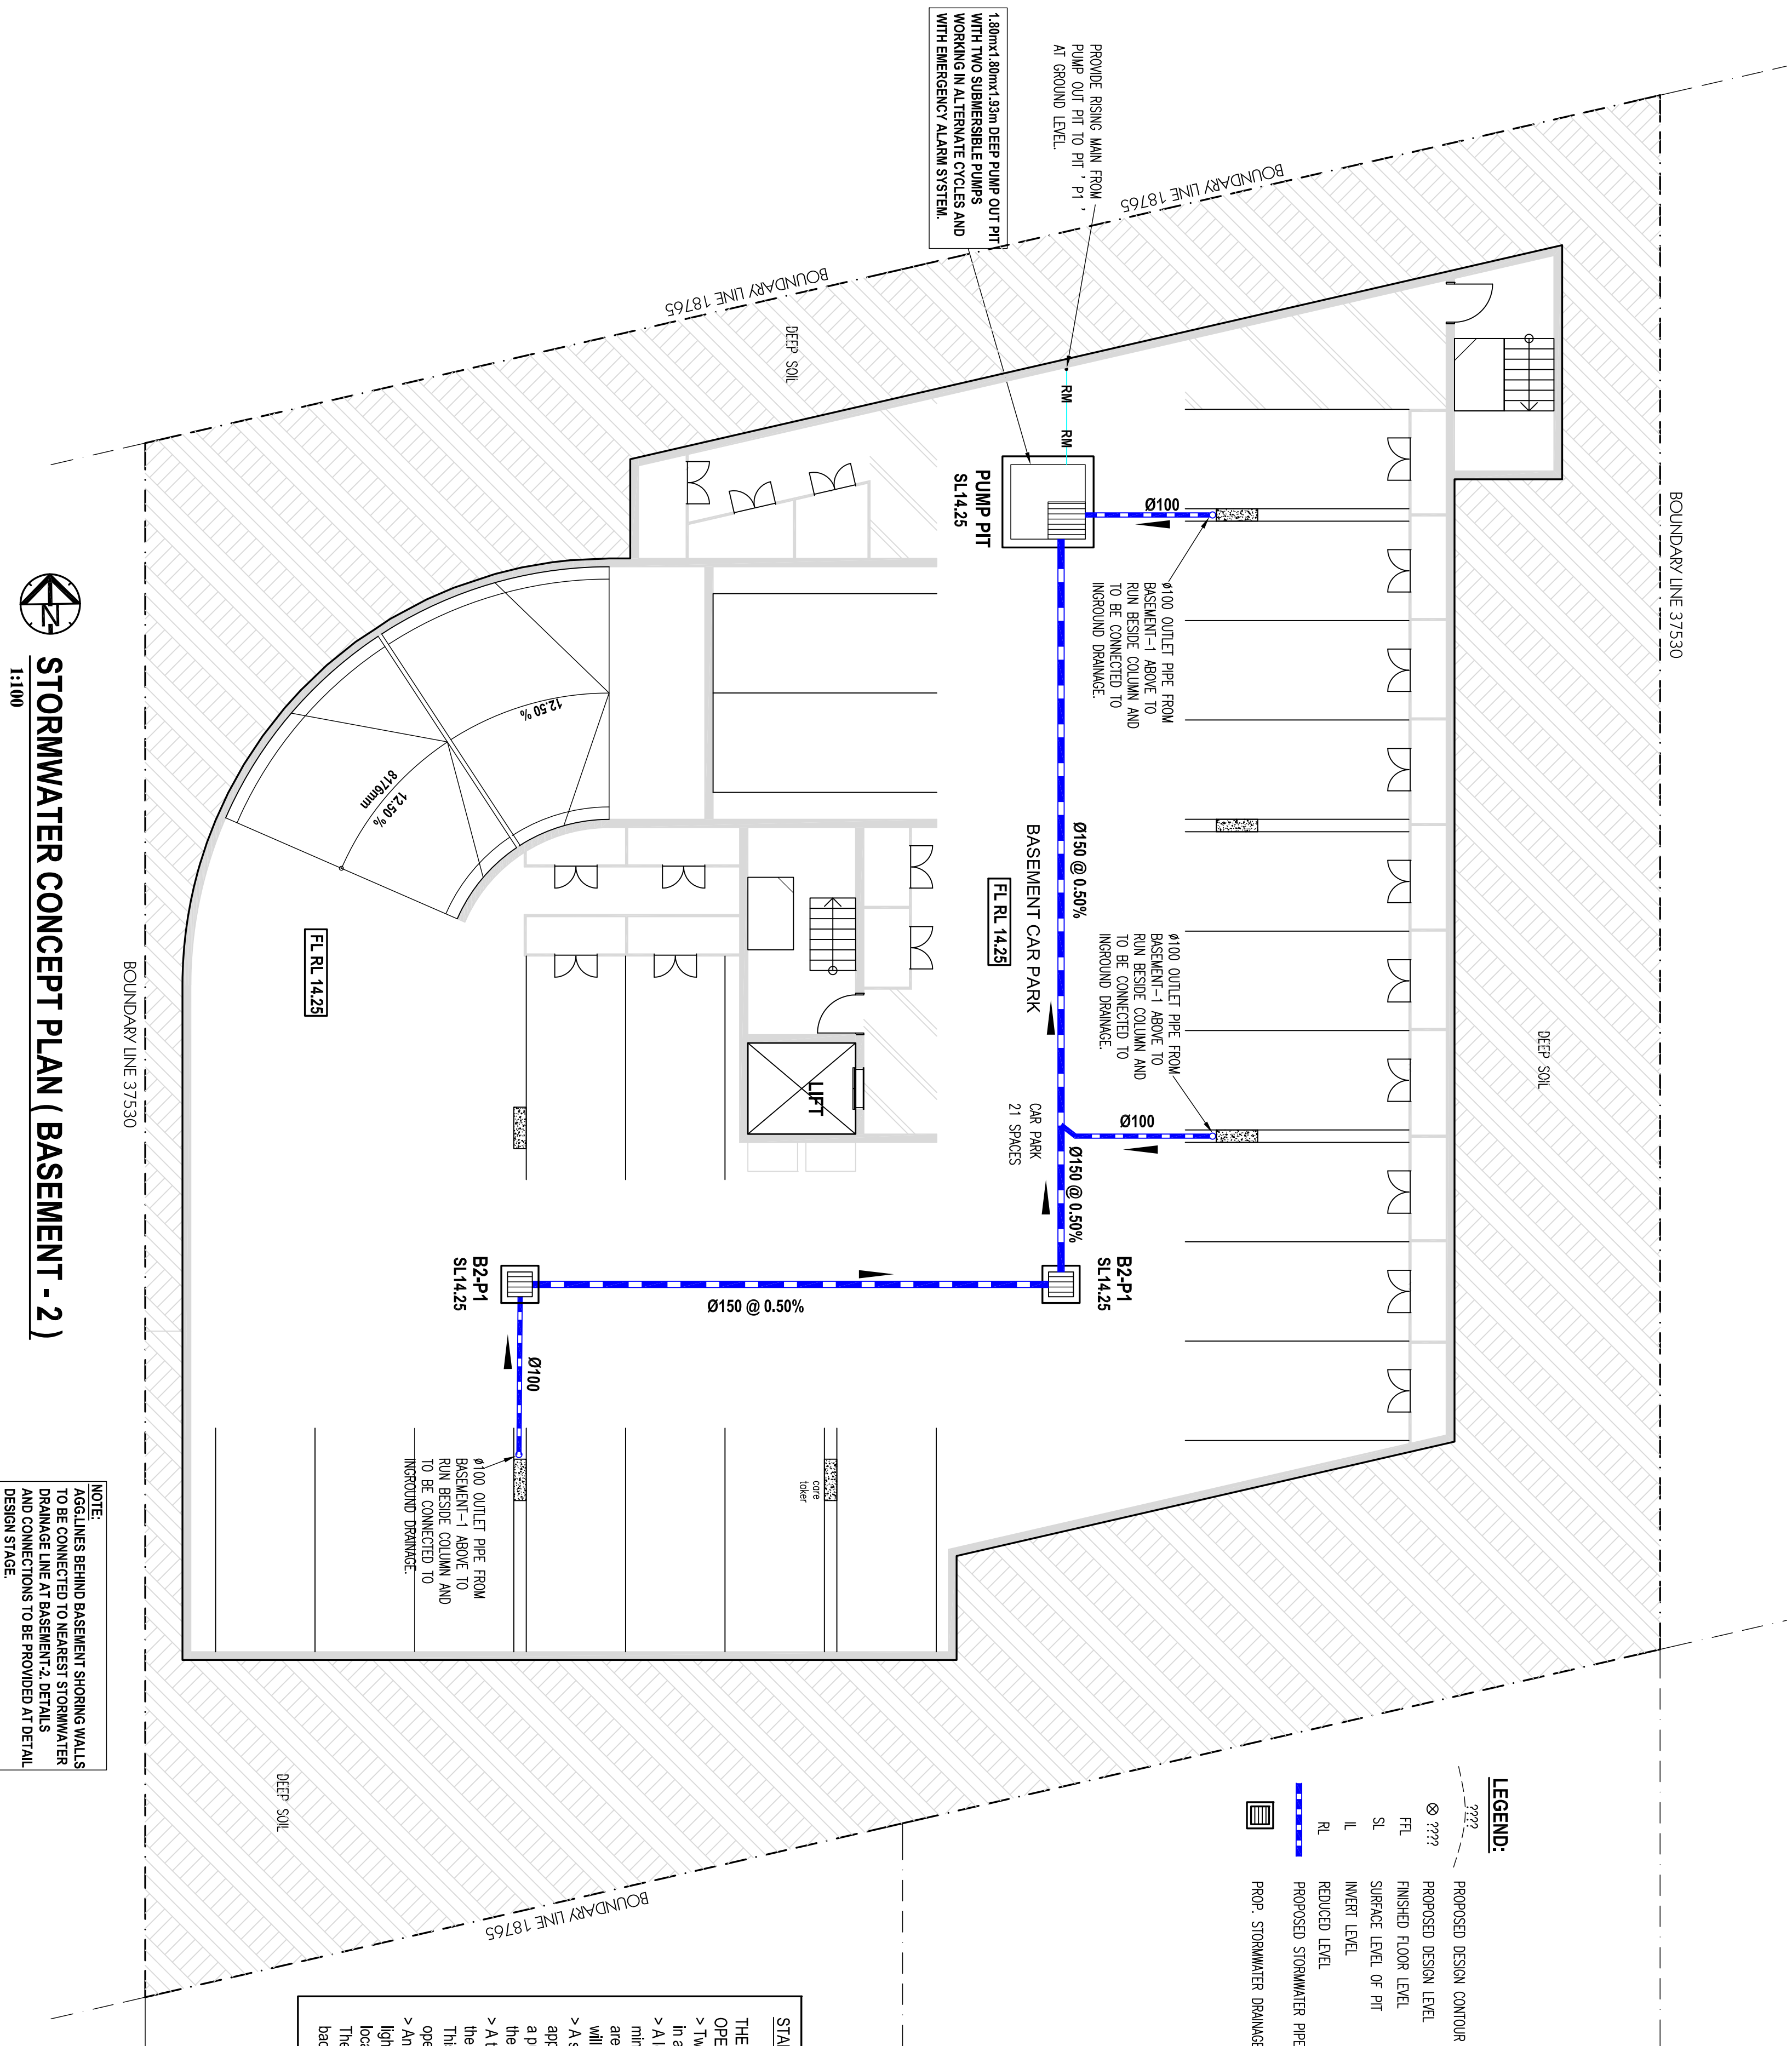 PROVIDE RISING MAIN FROM
PUMP OUT PIT TO PIT ' P1 '
AT GROUND LEVEL.
1.80mx1.80mx1.93m DEEP PUMP OUT PIT
WITH TWO SUBMERSIBLE PUMPS
WORKING IN ALTERNATE CYCLES AND
WITH EMERGENCY ALARM SYSTEM.
BOUNDARY LINE 18765
BOUNDARY LINE 18765
BOUNDARY LINE 37530
DEEP SOIL
RM
RM
PUMP PIT
SL14.25
Ø100
Ø100 OUTLET PIPE FROM
BASEMENT-1 ABOVE TO
RUN BESIDE COLUMN AND
TO BE CONNECTED TO
INGROUND DRAINAGE.
Ø150 @ 0.50%
BASEMENT CAR PARK
FL RL 14.25
Ø100 OUTLET PIPE FROM
BASEMENT-1 ABOVE TO
RUN BESIDE COLUMN AND
TO BE CONNECTED TO
INGROUND DRAINAGE.
Ø100
CAR PARK
21 SPACES
Ø150 @ 0.50%
DEEP SOIL
12.50 %
12.50 %
8176mm
LIFT
FL RL 14.25
B2-P1
SL14.25
B2-P1
SL14.25
Ø150 @ 0.50%
Ø100
Ø100 OUTLET PIPE FROM
BASEMENT-1 ABOVE TO
RUN BESIDE COLUMN AND
TO BE CONNECTED TO
INGROUND DRAINAGE.
care
taker
BOUNDARY LINE 37530
DEEP SOIL
BOUNDARY LINE 18765
N
STORMWATER CONCEPT PLAN ( BASEMENT - 2 )
1:100
NOTE:
AGG.LINES BEHIND BASEMENT SHORING WALLS
TO BE CONNECTED TO NEAREST STORMWATER
DRAINAGE LINE AT BASEMENT-2. DETAILS
AND CONNECTIONS TO BE PROVIDED AT DETAIL
DESIGN STAGE.
LEGEND:
???? PROPOSED DESIGN CONTOUR
⊗ ???? PROPOSED DESIGN LEVEL
FFL FINISHED FLOOR LEVEL
SL SURFACE LEVEL OF PIT
IL INVERT LEVEL
RL REDUCED LEVEL
PROPOSED STORMWATER PIPE
PROP. STORMWATER DRAINAGE
THE
> A
the